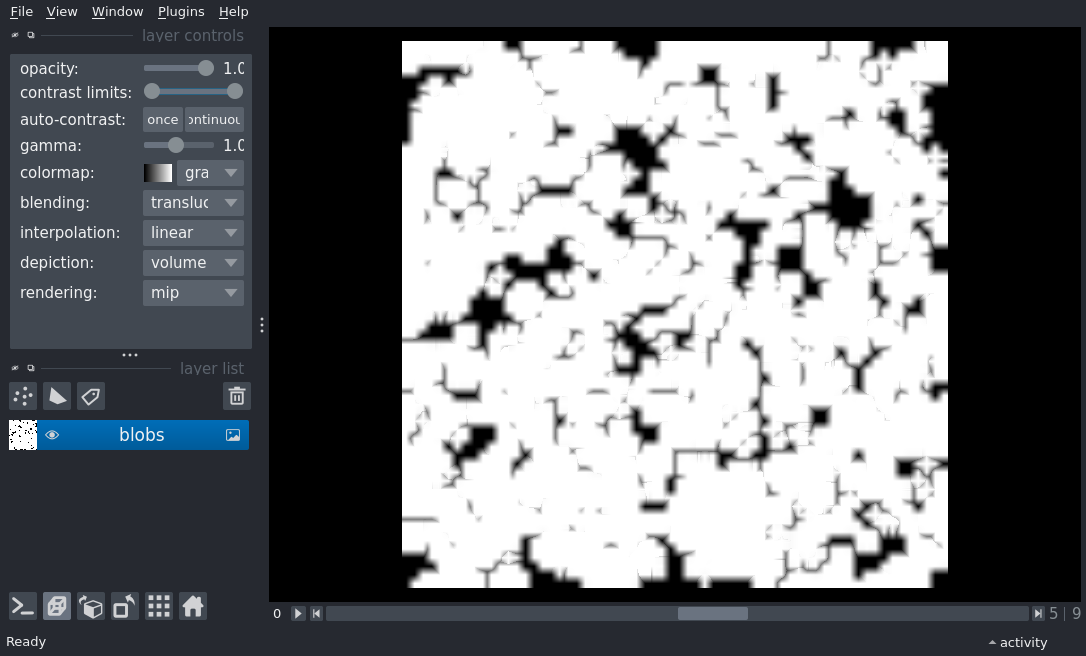 File View Window Plugins Help
layer controls
opacity: 1.0
contrast limits:
auto-contrast: once ontinuou
gamma: 1.0
colormap: gra
blending: transluc
interpolation: linear
depiction: volume
rendering: mip
layer list
blobs
0 5 | 9
Ready activity